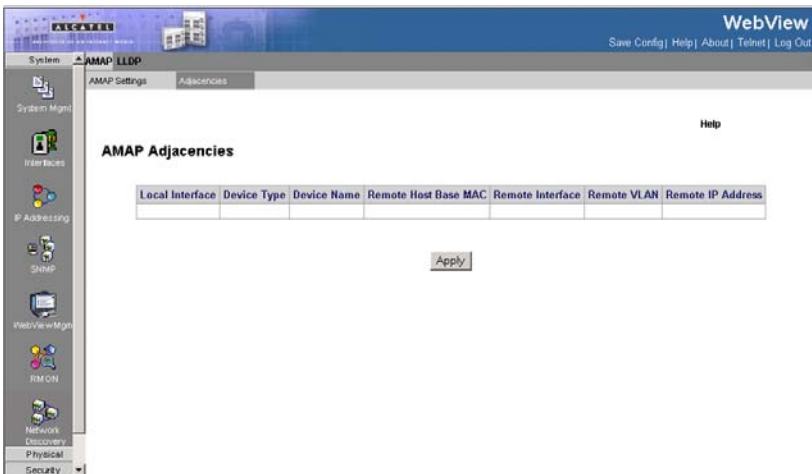 ALCATEL
WebView
Save Config| Help| About| Telnet| Log Out
System
AMAP LLDP
AMAP Settings Adjacencies
System Mgmt
Help
AMAP Adjacencies
Interfaces
Local Interface Device Type Device Name Remote Host Base MAC Remote Interface Remote VLAN Remote IP Address
IP Addressing
Apply
SNMP
WebViewMgm
RMON
Network
Discovery
Physical
Security